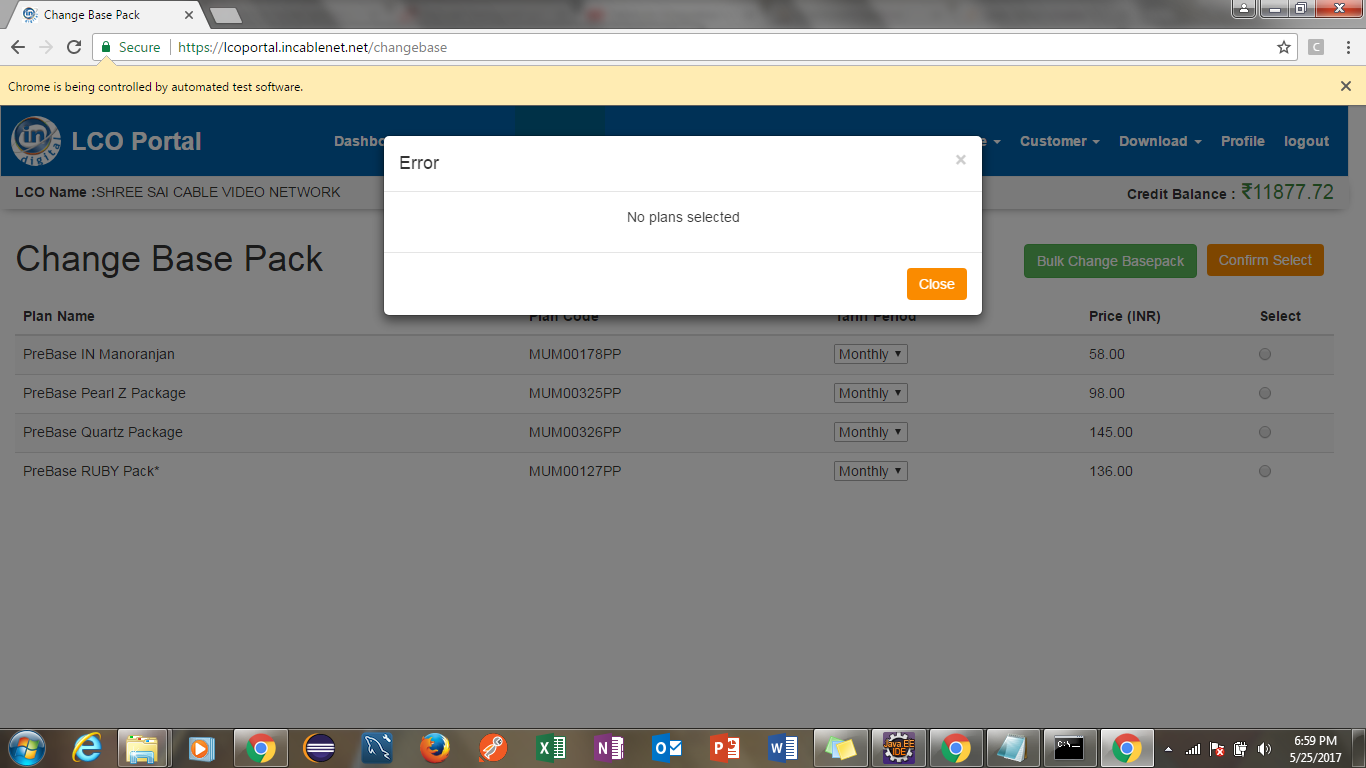 Change Base Pack
Secure https://lcoportal.incablenet.net/changebase
C
Chrome is being controlled by automated test software.
in digital LCO Portal
Customer Download Profile logout
LCO Name :SHREE SAI CABLE VIDEO NETWORK
Credit Balance : ₹11877.72
Error
No plans selected
Close
Change Base Pack
Bulk Change Basepack Confirm Select
Plan Name Plan Code Tariff Period Price (INR) Select
PreBase IN Manoranjan MUM00178PP Monthly 58.00
PreBase Pearl Z Package MUM00325PP Monthly 98.00
PreBase Quartz Package MUM00326PP Monthly 145.00
PreBase RUBY Pack* MUM00127PP Monthly 136.00
Java EE
IDE
C:\
6:59 PM
5/25/2017